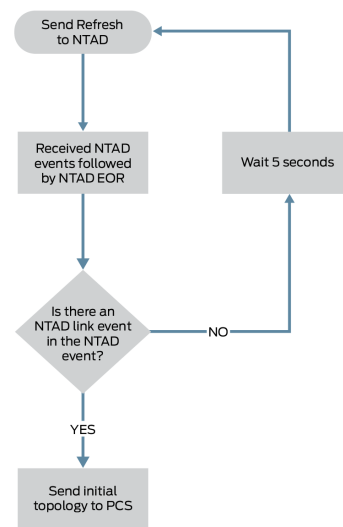 Send Refresh
to NTAD
Received NTAD
events followed
by NTAD EOR
Wait 5 seconds
Is there an
NTAD link event
in the NTAD
event?
NO
YES
Send initial
topology to PCS